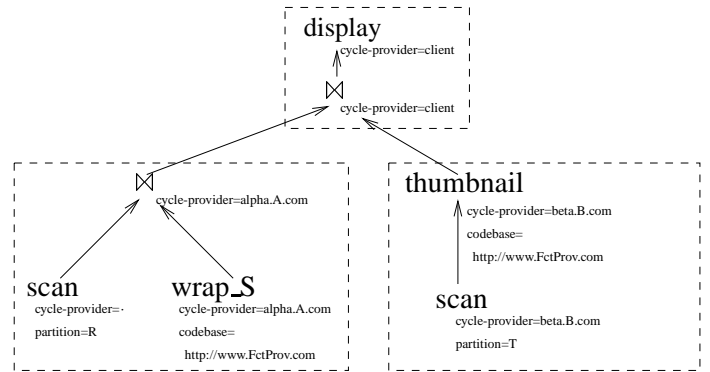 display
cycle-provider=client
cycle-provider=client
cycle-provider=alpha.A.com
thumbnail
cycle-provider=beta.B.com
codebase=
http://www.FctProv.com
scan
cycle-provider=·
partition=R
wrap_S
cycle-provider=alpha.A.com
codebase=
http://www.FctProv.com
scan
cycle-provider=beta.B.com
partition=T